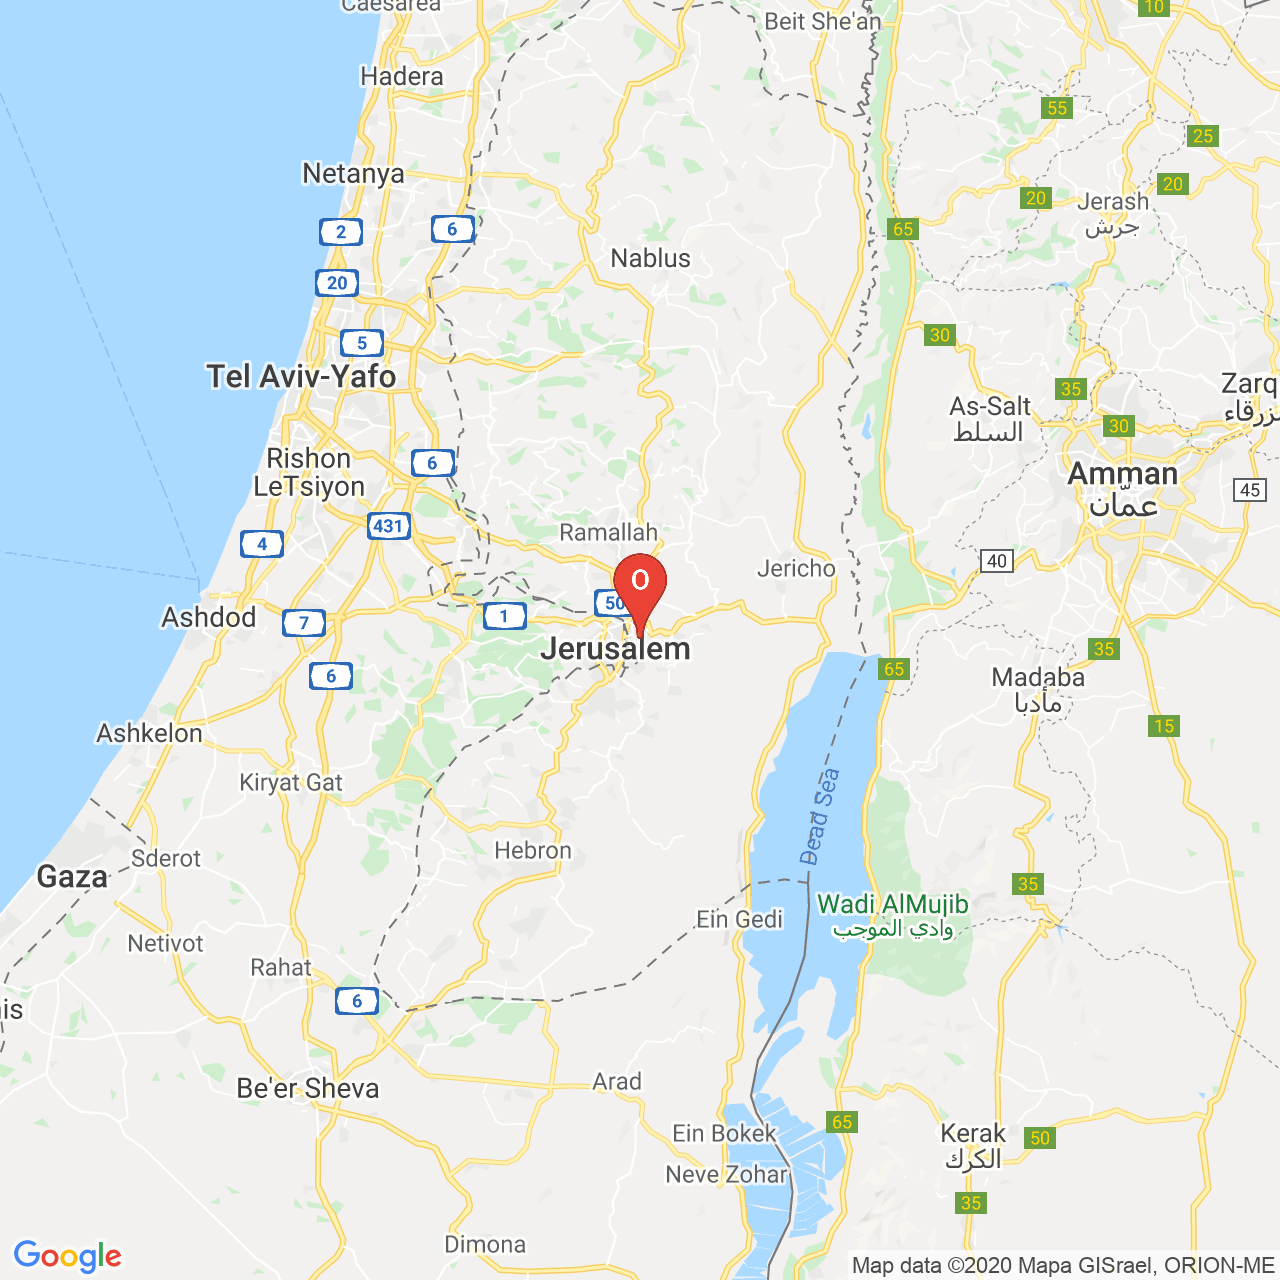 Caesarea
Beit She'an
10
Hadera
55
25
Netanya
20
20
Jerash
جرش
2
6
65
Nablus
20
5
30
Tel Aviv-Yafo
35
Zarq
As-Salt
السلط
30
Rishon
LeTsiyon
6
Amman
عمّان
45
431
4
Ramallah
Jericho
40
O
50
Ashdod
7
1
Jerusalem
35
6
65
Madaba
مأدبا
15
Ashkelon
Kiryat Gat
Dead Sea
Sderot
Hebron
Gaza
35
Wadi AlMujib
وادي الموجب
Ein Gedi
Netivot
Rahat
6
is
Be'er Sheva
Arad
65
Ein Bokek
Kerak
الكرك
50
Neve Zohar
35
Dimona
Google
Map data ©2020 Mapa GISrael, ORION-ME